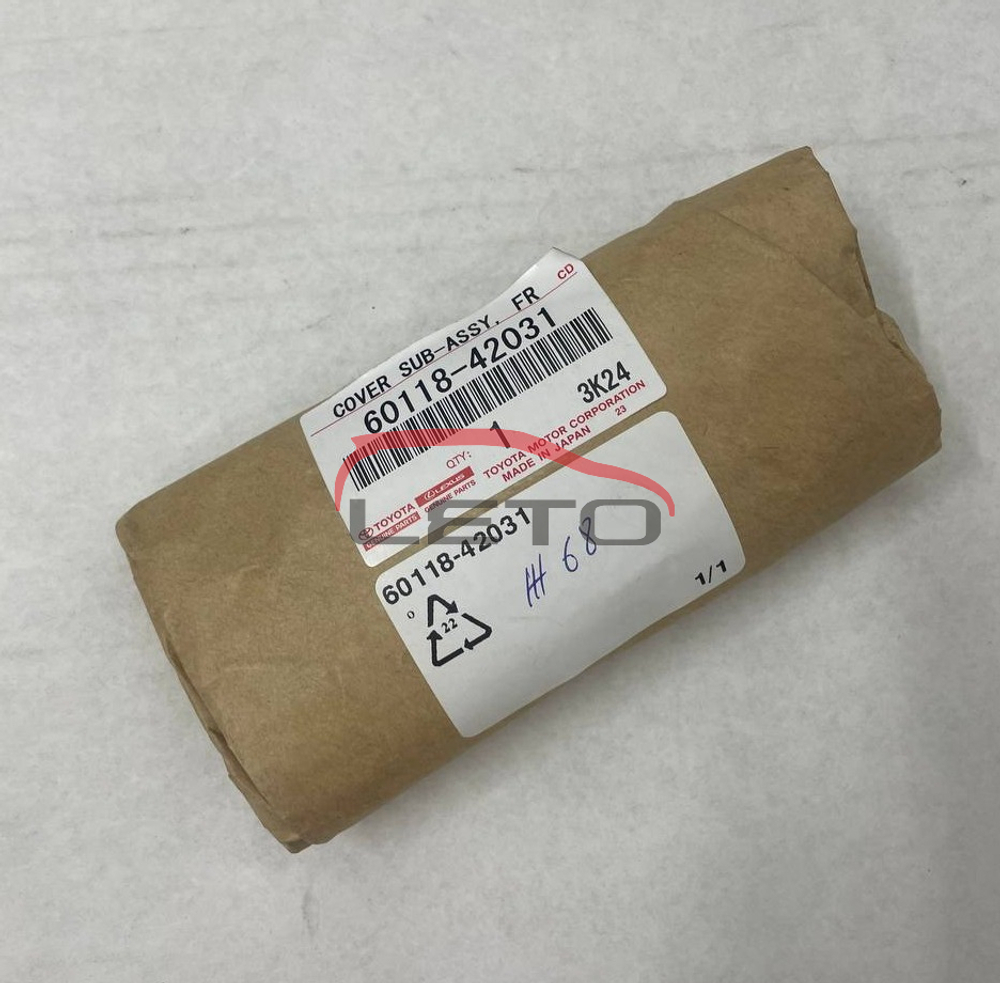 COVER SUB-ASSY, FR CD
60118-42031
QTY: 1 3K24
TOYOTA LEXUS TOYOTA MOTOR CORPORATION
GENUINE PARTS GENUINE PARTS MADE IN JAPAN 23
LETO
60118-42031
0
22
H 68
1/1